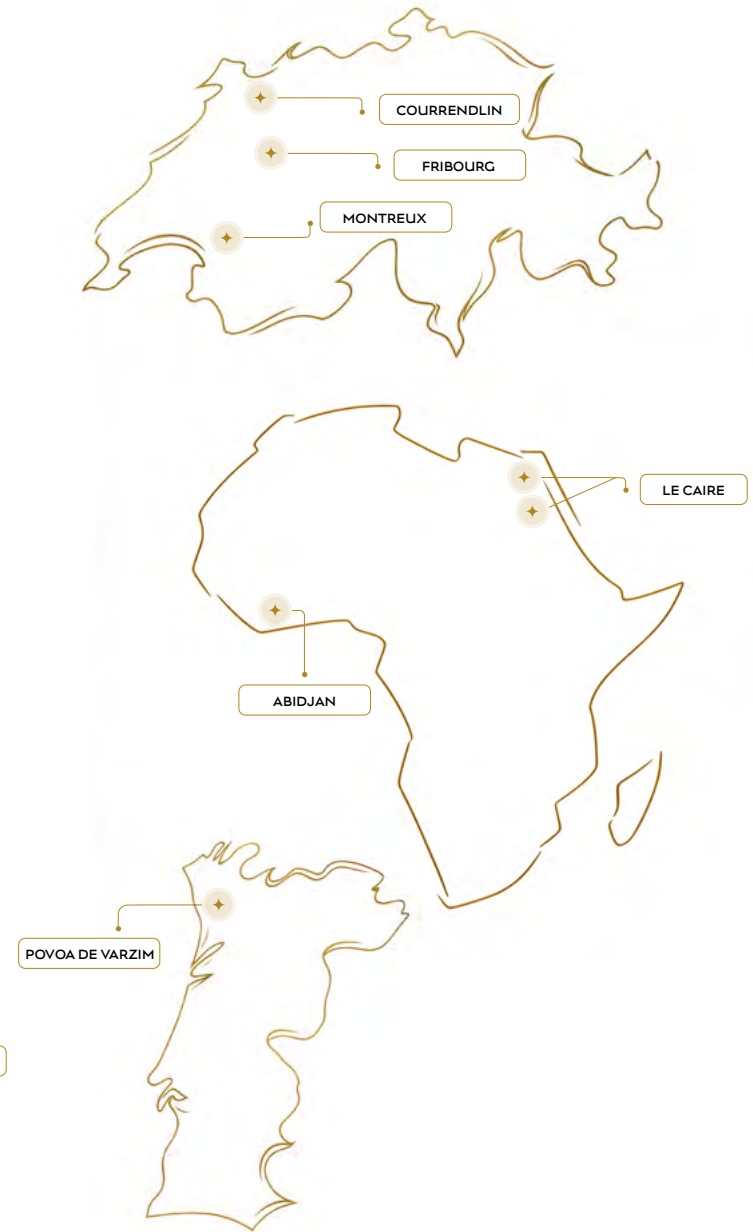 COURRENDLIN
FRIBOURG
MONTREUX
LE CAIRE
ABIDJAN
POVOA DE VARZIM